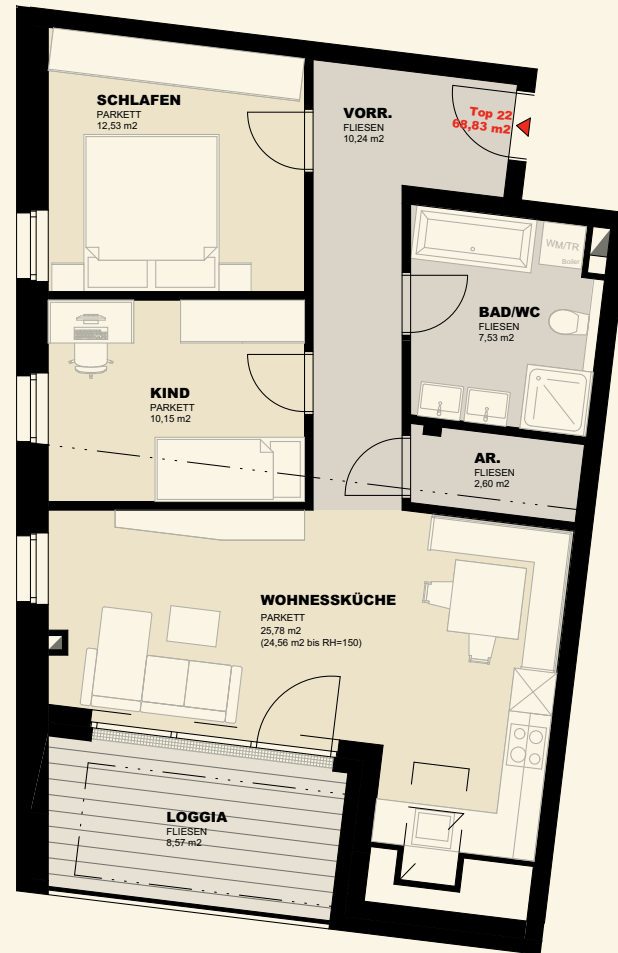 SCHLAFEN
PARKETT
12,53 m2
VORR.
FLIESEN
10,24 m2
Top 22
68,83 m2
WM/TR
Boiler
BAD/WC
FLIESEN
7,53 m2
KIND
PARKETT
10,15 m2
AR.
FLIESEN
2,60 m2
WOHNESSKÜCHE
PARKETT
25,78 m2
(24,56 m2 bis RH=150)
LOGGIA
FLIESEN
8,57 m2